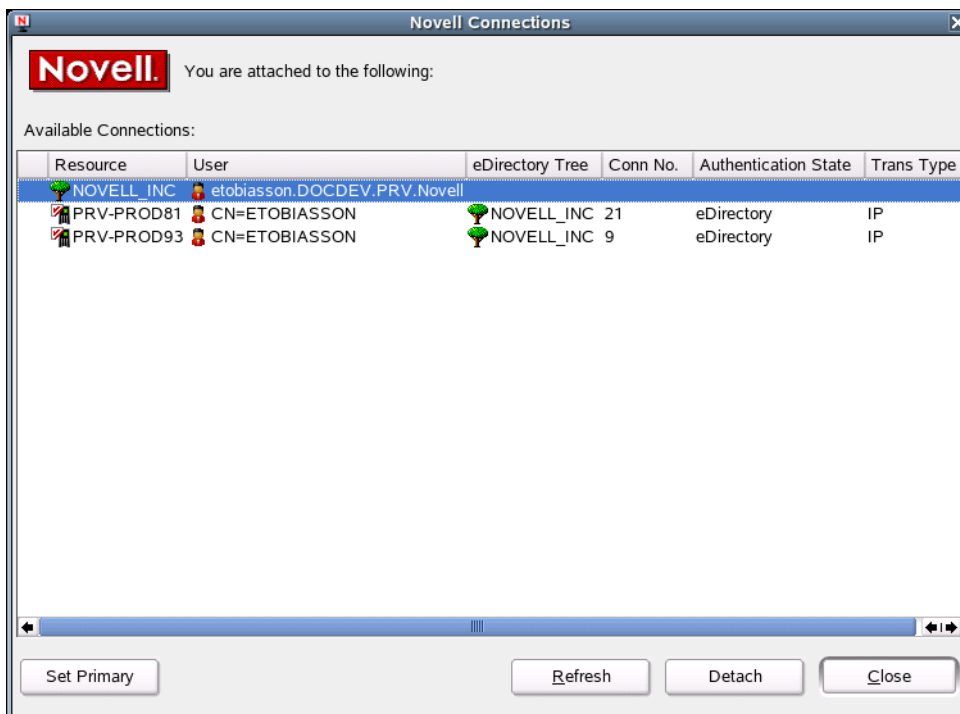 Novell Connections
Novell. You are attached to the following:
Available Connections:
Resource User eDirectory Tree Conn No. Authentication State Trans Type
NOVELL_INC etobiasson.DOCDEV.PRV.Novell
PRV-PROD81 CN=ETOBIASSON NOVELL_INC 21 eDirectory IP
PRV-PROD93 CN=ETOBIASSON NOVELL_INC 9 eDirectory IP
Set Primary Refresh Detach Close